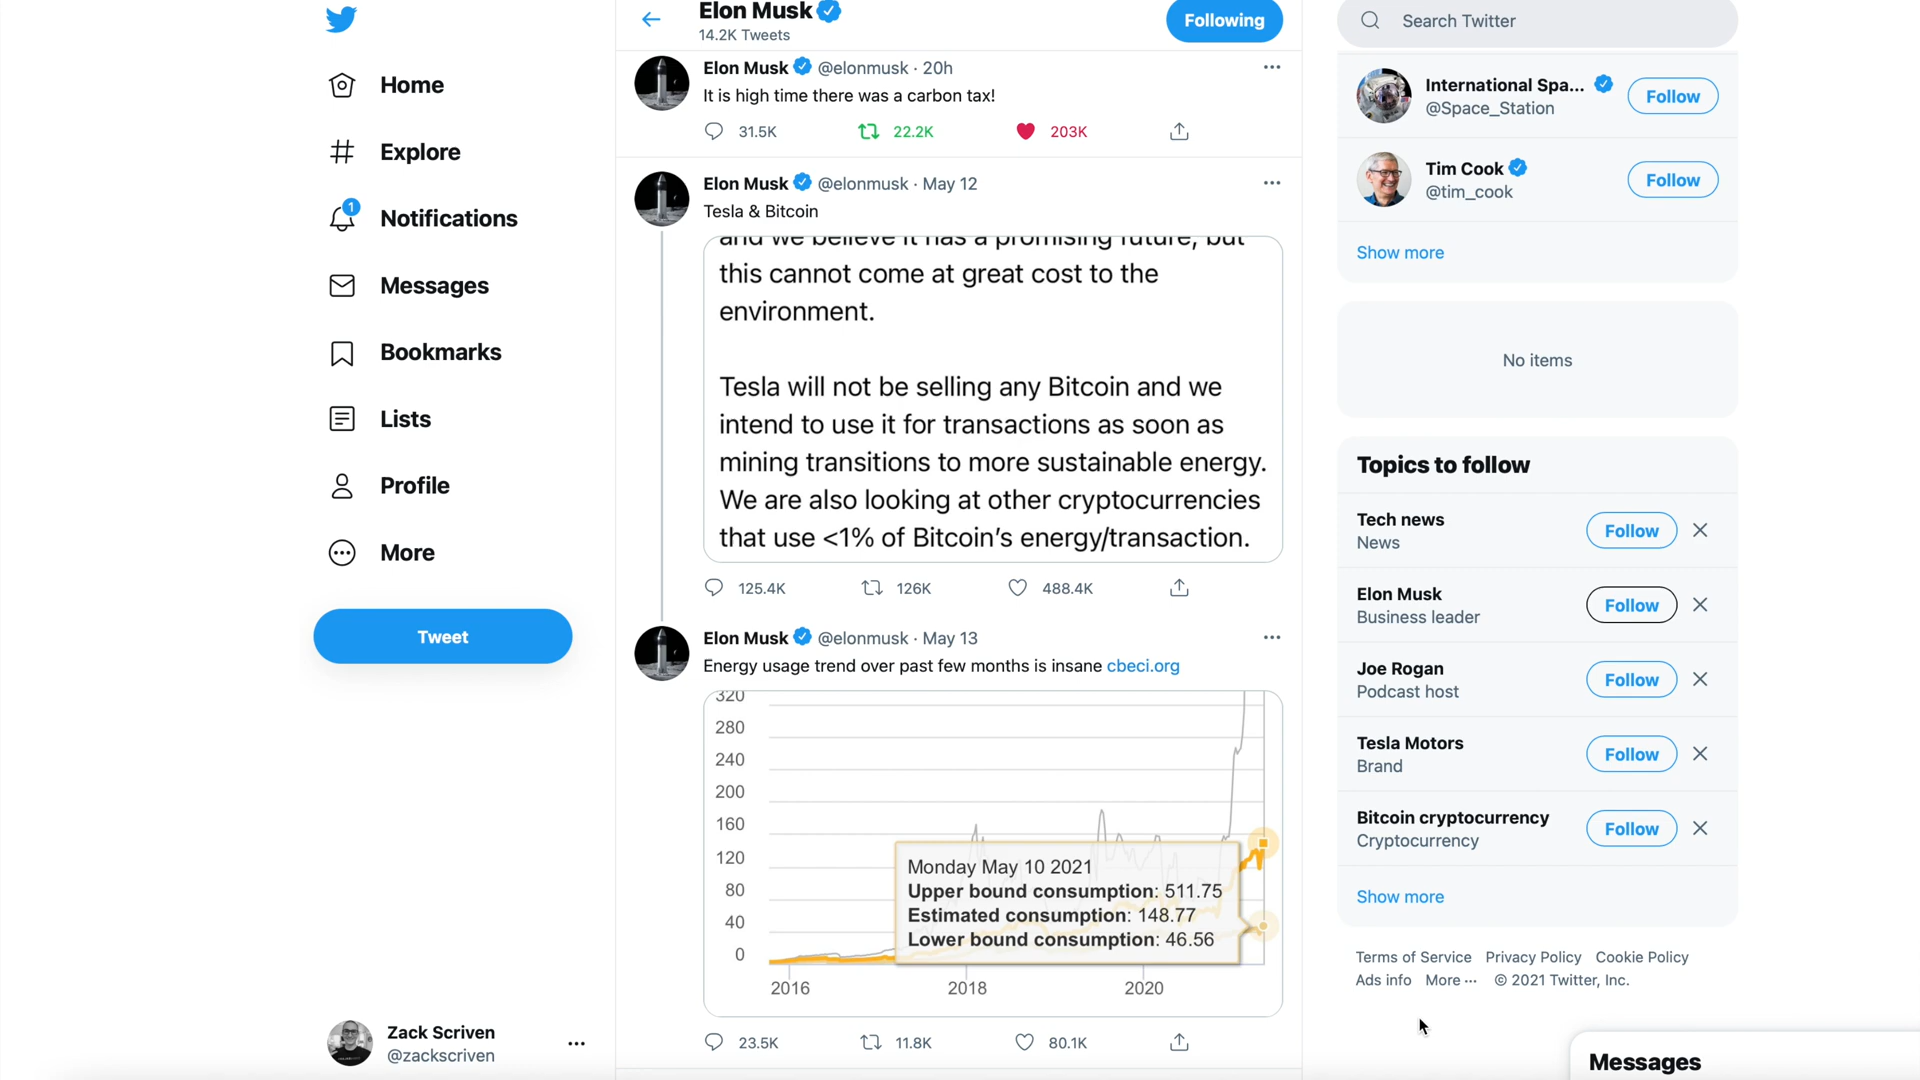 Home
Explore
1
Notifications
Messages
Bookmarks
Lists
Profile
More
Tweet
Zack Scriven
@zackscriven
Elon Musk
14.2K Tweets
Following
Elon Musk @elonmusk · 20h
It is high time there was a carbon tax!
31.5K 22.2K 203K
Elon Musk @elonmusk · May 12
Tesla & Bitcoin
and we believe it has a promising future, but
this cannot come at great cost to the
environment.
Tesla will not be selling any Bitcoin and we
intend to use it for transactions as soon as
mining transitions to more sustainable energy.
We are also looking at other cryptocurrencies
that use <1% of Bitcoin’s energy/transaction.
125.4K 126K 488.4K
Elon Musk @elonmusk · May 13
Energy usage trend over past few months is insane cbeci.org
320
280
240
200
160
120
80
40
0
Monday May 10 2021
Upper bound consumption: 511.75
Estimated consumption: 148.77
Lower bound consumption: 46.56
2016 2018 2020
23.5K 11.8K 80.1K
Search Twitter
International Spa...
@Space_Station
Follow
Tim Cook
@tim_cook
Follow
Show more
No items
Topics to follow
Tech news
News
Follow
Elon Musk
Business leader
Follow
Joe Rogan
Podcast host
Follow
Tesla Motors
Brand
Follow
Bitcoin cryptocurrency
Cryptocurrency
Follow
Show more
Terms of Service Privacy Policy Cookie Policy
Ads info More ··· © 2021 Twitter, Inc.
Messages